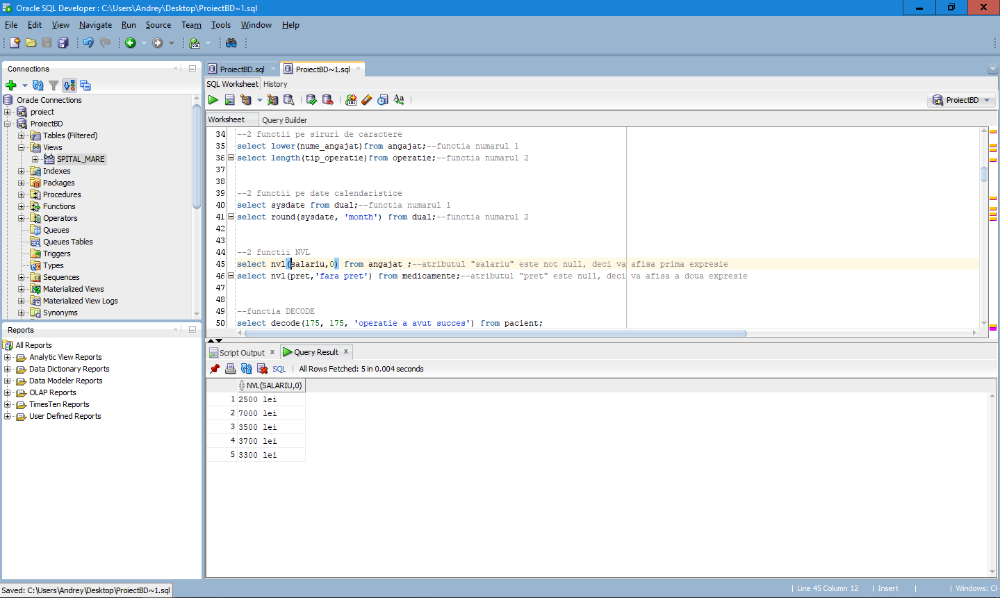 Oracle SQL Developer : C:\Users\Andrey\Desktop\ProiectBD~1.sql
File Edit View Navigate Run Source Team Tools Window Help
Connections
Oracle Connections
proiect
ProiectBD
Tables (Filtered)
Views
SPITAL_MARE
Indexes
Packages
Procedures
Functions
Operators
Queues
Queues Tables
Triggers
Types
Sequences
Materialized Views
Materialized View Logs
Synonyms
Reports
All Reports
Analytic View Reports
Data Dictionary Reports
Data Modeler Reports
OLAP Reports
TimesTen Reports
User Defined Reports
ProiectBD.sql ProiectBD~1.sql
SQL Worksheet History
ProiectBD
Worksheet Query Builder
34 --2 functii pe siruri de caractere
35 select lower(nume_angajat)from angajat;--functia numarul 1
36 select length(tip_operatie)from operatie;--functia numarul 2
37
38
39 --2 functii pe date calendaristice
40 select sysdate from dual;--functia numarul 1
41 select round(sysdate, 'month') from dual;--functia numarul 2
42
43
44 --2 functii NVL
45 select nvl(salariu,0) from angajat ;--atributul "salariu" este not null, deci va afisa prima expresie
46 select nvl(pret,'fara pret') from medicamente;--atributul "pret" este null, deci va afisa a doua expresie
47
48
49 --functia DECODE
50 select decode(175, 175, 'operatie a avut succes') from pacient;
Script Output x Query Result x
SQL | All Rows Fetched: 5 in 0.004 seconds
NVL(SALARIU,0)
1 2500 lei
2 7000 lei
3 3500 lei
4 3700 lei
5 3300 lei
Saved: C:\Users\Andrey\Desktop\ProiectBD~1.sql
Line 45 Column 12 | Insert | | Windows: CF